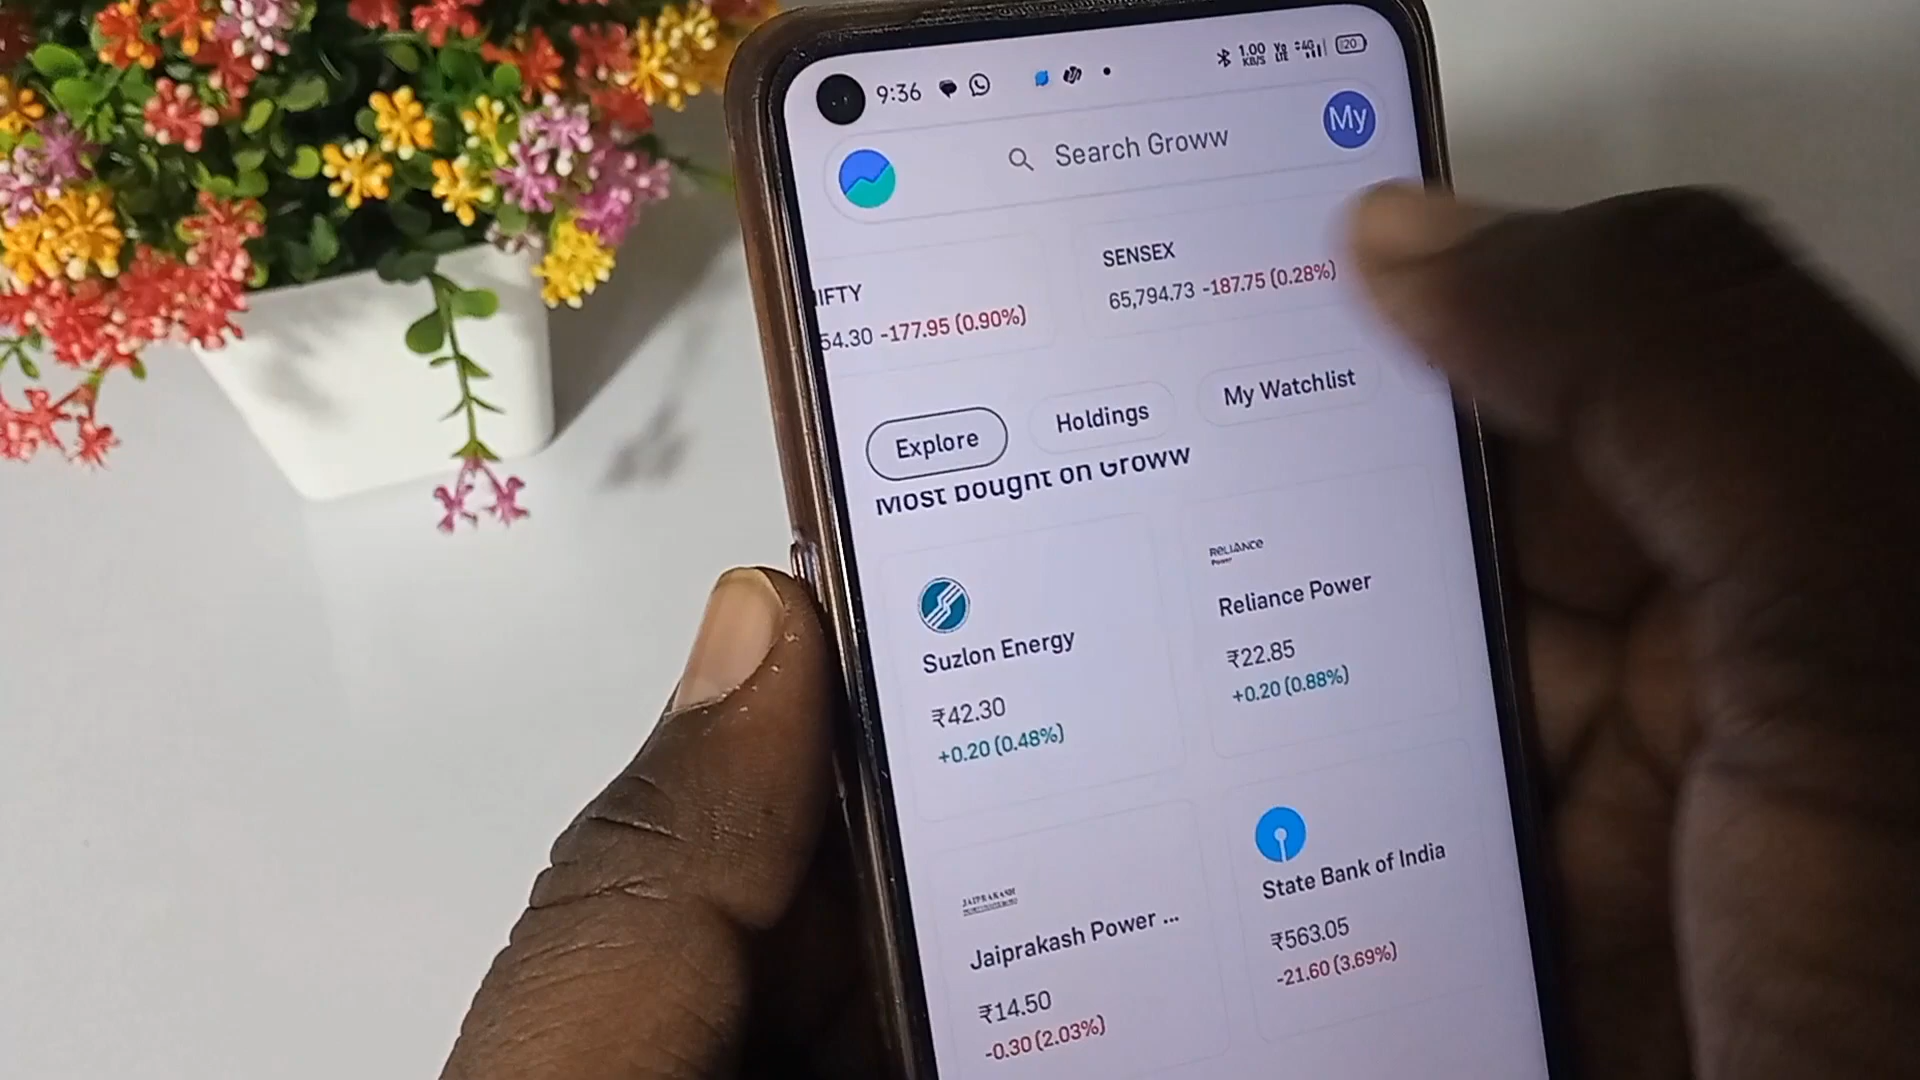 9:36
1.00 KB/S Vo LTE 4G 20
Search Groww
My
IFTY
54.30 -177.95 (0.90%)
SENSEX
65,794.73 -187.75 (0.28%)
Explore
Holdings
My Watchlist
Most bought on Groww
Suzlon Energy
₹42.30
+0.20 (0.48%)
RELIANCE
Power
Reliance Power
₹22.85
+0.20 (0.88%)
JAIPRAKASH
Jaiprakash Power ...
₹14.50
-0.30 (2.03%)
State Bank of India
₹563.05
-21.60 (3.69%)